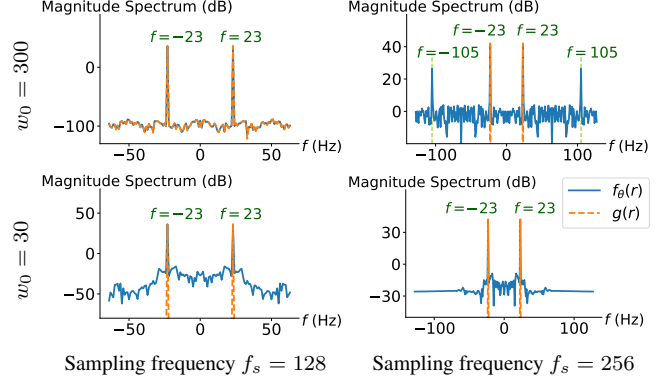 Magnitude Spectrum (dB) Magnitude Spectrum (dB)
w₀ = 300
f=−23 f=23
0
−100
−50 0 50 f (Hz)
f=−23 f=23
f=−105 f=105
40
20
0
−100 0 100 f (Hz)
Magnitude Spectrum (dB) Magnitude Spectrum (dB)
w₀ = 30
f=−23 f=23
50
0
−50
−50 0 50 f (Hz)
f=−23 f=23
30
0
−30
−100 0 100 f (Hz)
f_θ(r)
g(r)
Sampling frequency f_s = 128 Sampling frequency f_s = 256